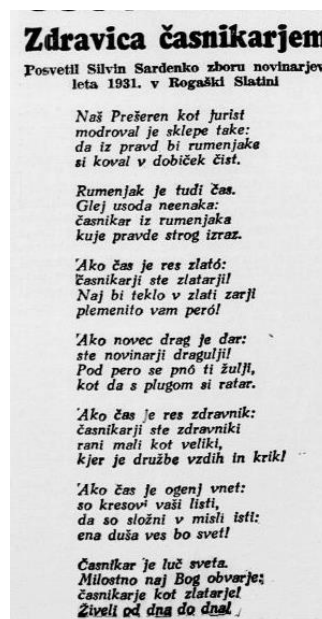 Zdravica časnikarjem
Posvetil Silvin Sardenko zboru novinarjev
leta 1931. v Rogaški Slatini
Naš Prešeren kot jurist
modroval je sklepe take:
da iz pravd bi rumenjake
si koval v dobiček čist.
Rumenjak je tudi čas.
Glej usoda neenaka:
časnikar iz rumenjaka
kuje pravde strog izraz.
Ako čas je res zlató:
časnikarji ste zlatarji!
Naj bi teklo v zlati zarji
plemenito vam peró!
Ako novec drag je dar:
ste novinarji dragulji!
Pod pero se pnó ti žulji,
kot da s plugom si ratar.
Ako čas je res zdravnik:
časnikarji ste zdravniki
rani mali kot veliki,
kjer je družbe vzdih in krik!
Ako čas je ogenj vnet:
so kresovi vaši listi,
da so složni v misli isti:
ena duša ves bo svet!
Časnikar je luč sveta.
Milostno naj Bog obvarje;
časnikarje kot zlatarje!
Živeli od dna do dna!